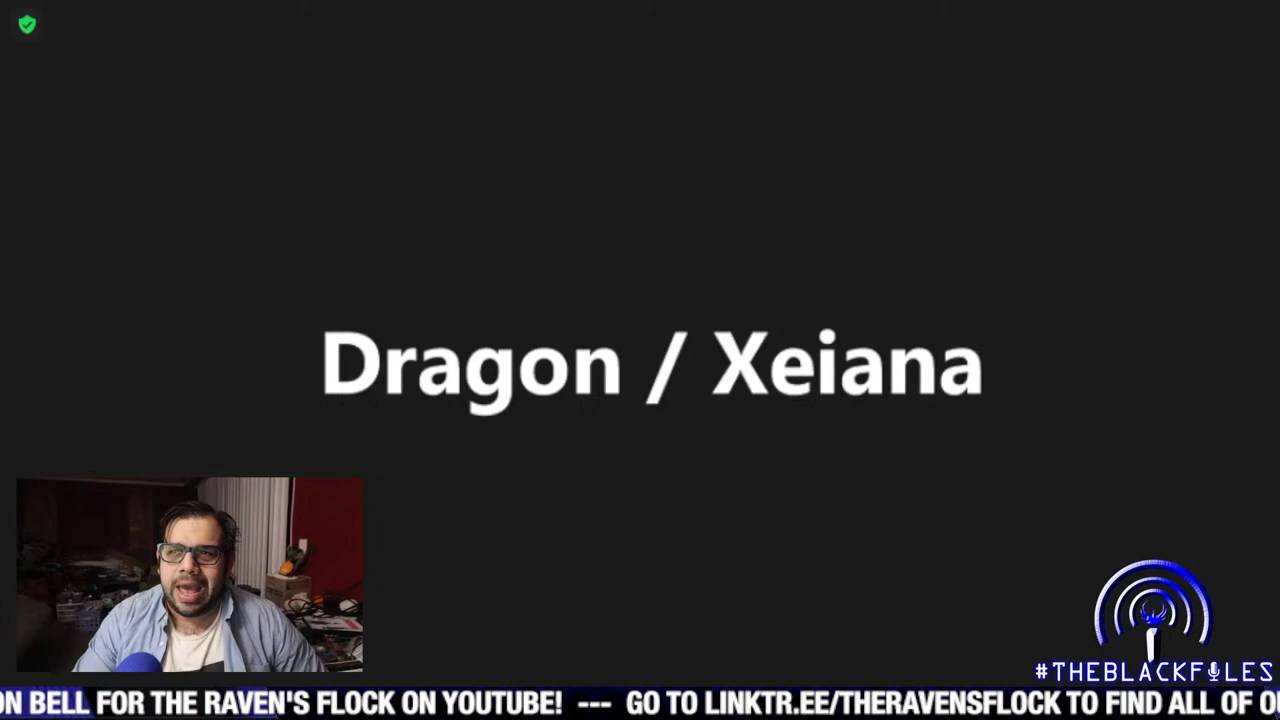 Dragon / Xeiana
#THEBLACKFILES
ON BELL FOR THE RAVEN'S FLOCK ON YOUTUBE! --- GO TO LINKTR.EE/THERAVENSFLOCK TO FIND ALL OF